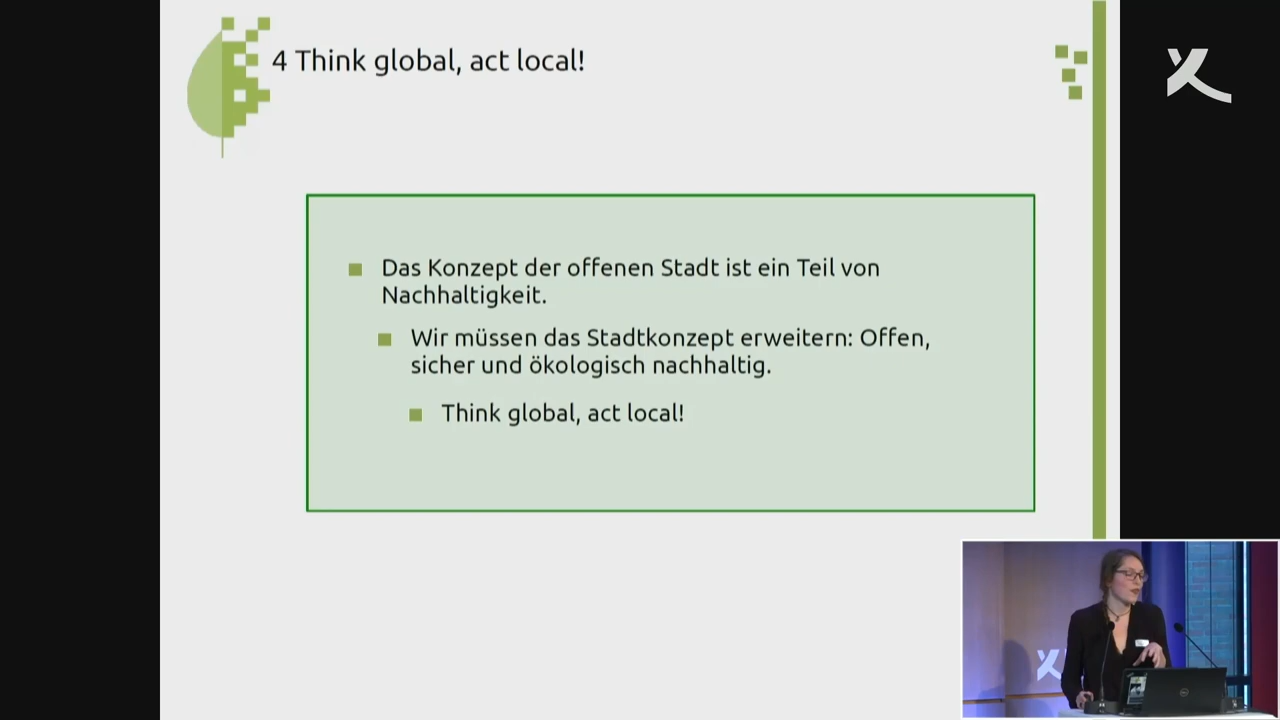 4 Think global, act local!
Das Konzept der offenen Stadt ist ein Teil von
Nachhaltigkeit.
Wir müssen das Stadtkonzept erweitern: Offen,
sicher und ökologisch nachhaltig.
Think global, act local!